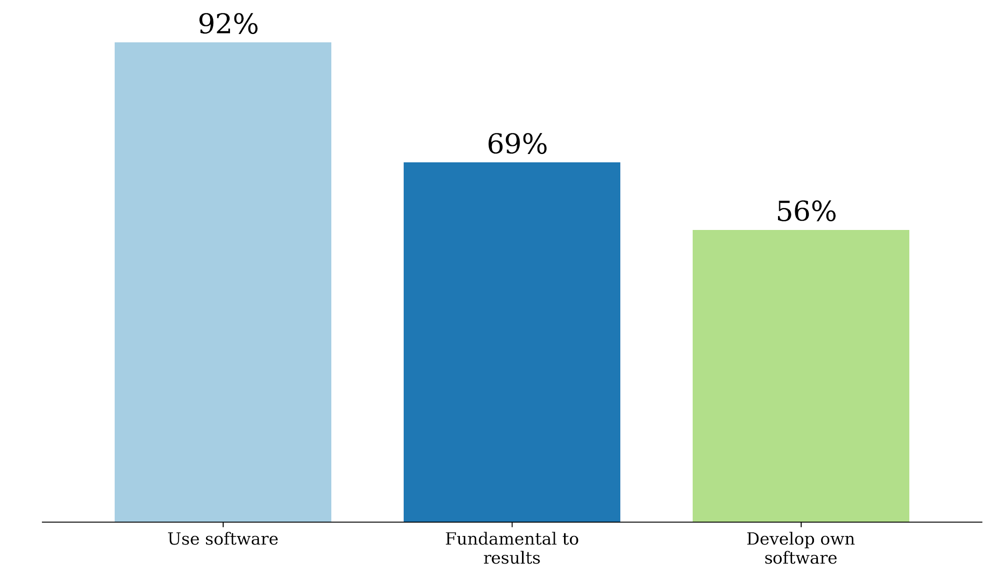 92%
69%
56%
Use software
Fundamental to
results
Develop own
software